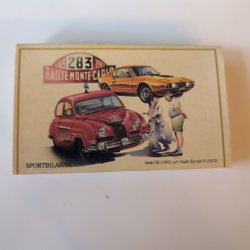 283
RALLYE MONTE-CARLO
SPORTBILARNA
Saab 96 (1963) och Saab Sonett III (1970)